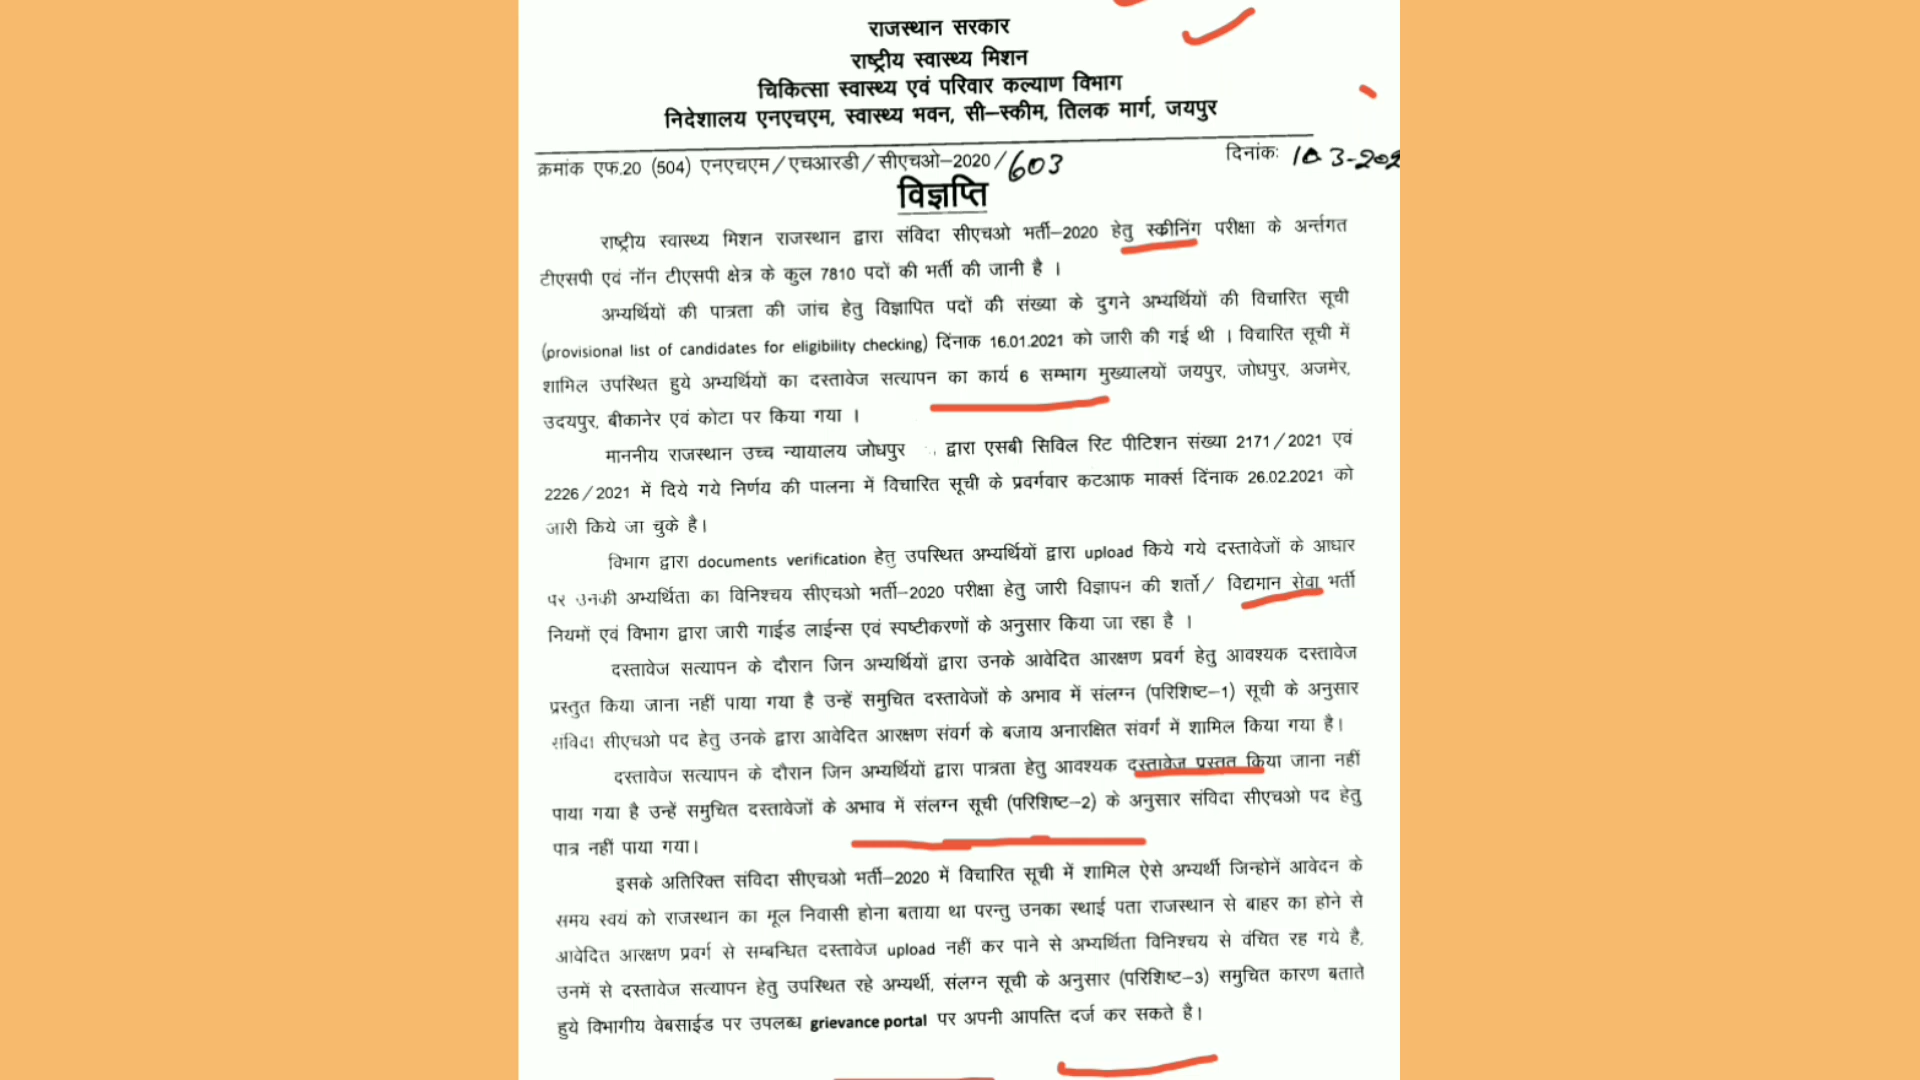 राजस्थान सरकार
राष्ट्रीय स्वास्थ्य मिशन
चिकित्सा स्वास्थ्य एवं परिवार कल्याण विभाग
निदेशालय एनएचएम, स्वास्थ्य भवन, सी–स्कीम, तिलक मार्ग, जयपुर
क्रमांक एफ.20 (504) एनएचएम/एचआरडी/सीएचओ–2020/603 दिनांकः 10.3-202
विज्ञप्ति
राष्ट्रीय स्वास्थ्य मिशन राजस्थान द्वारा संविदा सीएचओ भर्ती–2020 हेतु स्क्रीनिंग परीक्षा के अर्न्तगत
टीएसपी एवं नॉन टीएसपी क्षेत्र के कुल 7810 पदों की भर्ती की जानी है ।
अभ्यर्थियों की पात्रता की जांच हेतु विज्ञापित पदों की संख्या के दुगने अभ्यर्थियों की विचारित सूची
(provisional list of candidates for eligibility checking) दिंनाक 16.01.2021 को जारी की गई थी । विचारित सूची में
शामिल उपस्थित हुये अभ्यर्थियों का दस्तावेज सत्यापन का कार्य 6 सम्भाग मुख्यालयों जयपुर, जोधपुर, अजमेर,
उदयपुर, बीकानेर एवं कोटा पर किया गया ।
माननीय राजस्थान उच्च न्यायालय जोधपुर द्वारा एसबी सिविल रिट पीटिशन संख्या 2171/2021 एवं
2226/2021 में दिये गये निर्णय की पालना में विचारित सूची के प्रवर्गवार कटआफ मार्क्स दिंनाक 26.02.2021 को
जारी किये जा चुके है।
विभाग द्वारा documents verification हेतु उपस्थित अभ्यर्थियों द्वारा upload किये गये दस्तावेजों के आधार
पर उनकी अभ्यर्थिता का विनिश्चय सीएचओ भर्ती–2020 परीक्षा हेतु जारी विज्ञापन की शर्तो/ विद्यमान सेवा भर्ती
नियमों एवं विभाग द्वारा जारी गाईड लाईन्स एवं स्पष्टीकरणों के अनुसार किया जा रहा है ।
दस्तावेज सत्यापन के दौरान जिन अभ्यर्थियों द्वारा उनके आवेदित आरक्षण प्रवर्ग हेतु आवश्यक दस्तावेज
प्रस्तुत किया जाना नहीं पाया गया है उन्हें समुचित दस्तावेजों के अभाव में संलग्न (परिशिष्ट–1) सूची के अनुसार
संविदा सीएचओ पद हेतु उनके द्वारा आवेदित आरक्षण संवर्ग के बजाय अनारक्षित संवर्ग में शामिल किया गया है।
दस्तावेज सत्यापन के दौरान जिन अभ्यर्थियों द्वारा पात्रता हेतु आवश्यक दस्तावेज प्रस्तुत किया जाना नहीं
पाया गया है उन्हें समुचित दस्तावेजों के अभाव में संलग्न सूची (परिशिष्ट–2) के अनुसार संविदा सीएचओ पद हेतु
पात्र नहीं पाया गया।
इसके अतिरिक्त संविदा सीएचओ भर्ती–2020 में विचारित सूची में शामिल ऐसे अभ्यर्थी जिन्होनें आवेदन के
समय स्वयं को राजस्थान का मूल निवासी होना बताया था परन्तु उनका स्थाई पता राजस्थान से बाहर का होने से
आवेदित आरक्षण प्रवर्ग से सम्बन्धित दस्तावेज upload नहीं कर पाने से अभ्यर्थिता विनिश्चय से वंचित रह गये है,
उनमें से दस्तावेज सत्यापन हेतु उपस्थित रहे अभ्यर्थी, संलग्न सूची के अनुसार (परिशिष्ट–3) समुचित कारण बताते
हुये विभागीय वेबसाईड पर उपलब्ध grievance portal पर अपनी आपत्ति दर्ज कर सकते है।